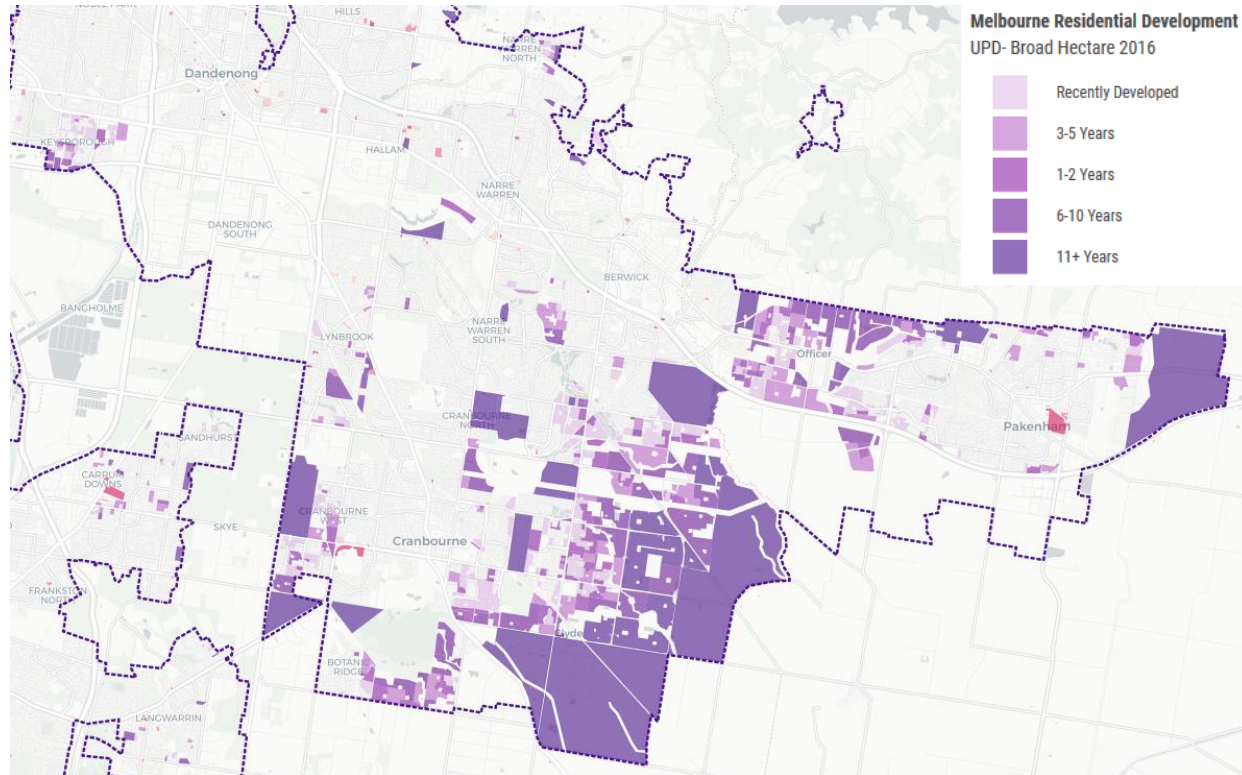 Melbourne Residential Development
UPD- Broad Hectare 2016
Recently Developed
3-5 Years
1-2 Years
6-10 Years
11+ Years
HILLS
NARRE
WARREN
NORTH
Dandenong
KEYSBOROUGH
HALLAM
NARRE
WARREN
DANDENONG
SOUTH
BERWICK
BANGHOLME
LYNBROOK
NARRE
WARREN
SOUTH
Officer
CRANBOURNE
NORTH
Pakenham
SANDHURST
CARRUM
DOWNS
SKYE
CRANBOURNE
WEST
Cranbourne
FRANKSTON
NORTH
Clyde
BOTANIC
RIDGE
LANGWARRIN